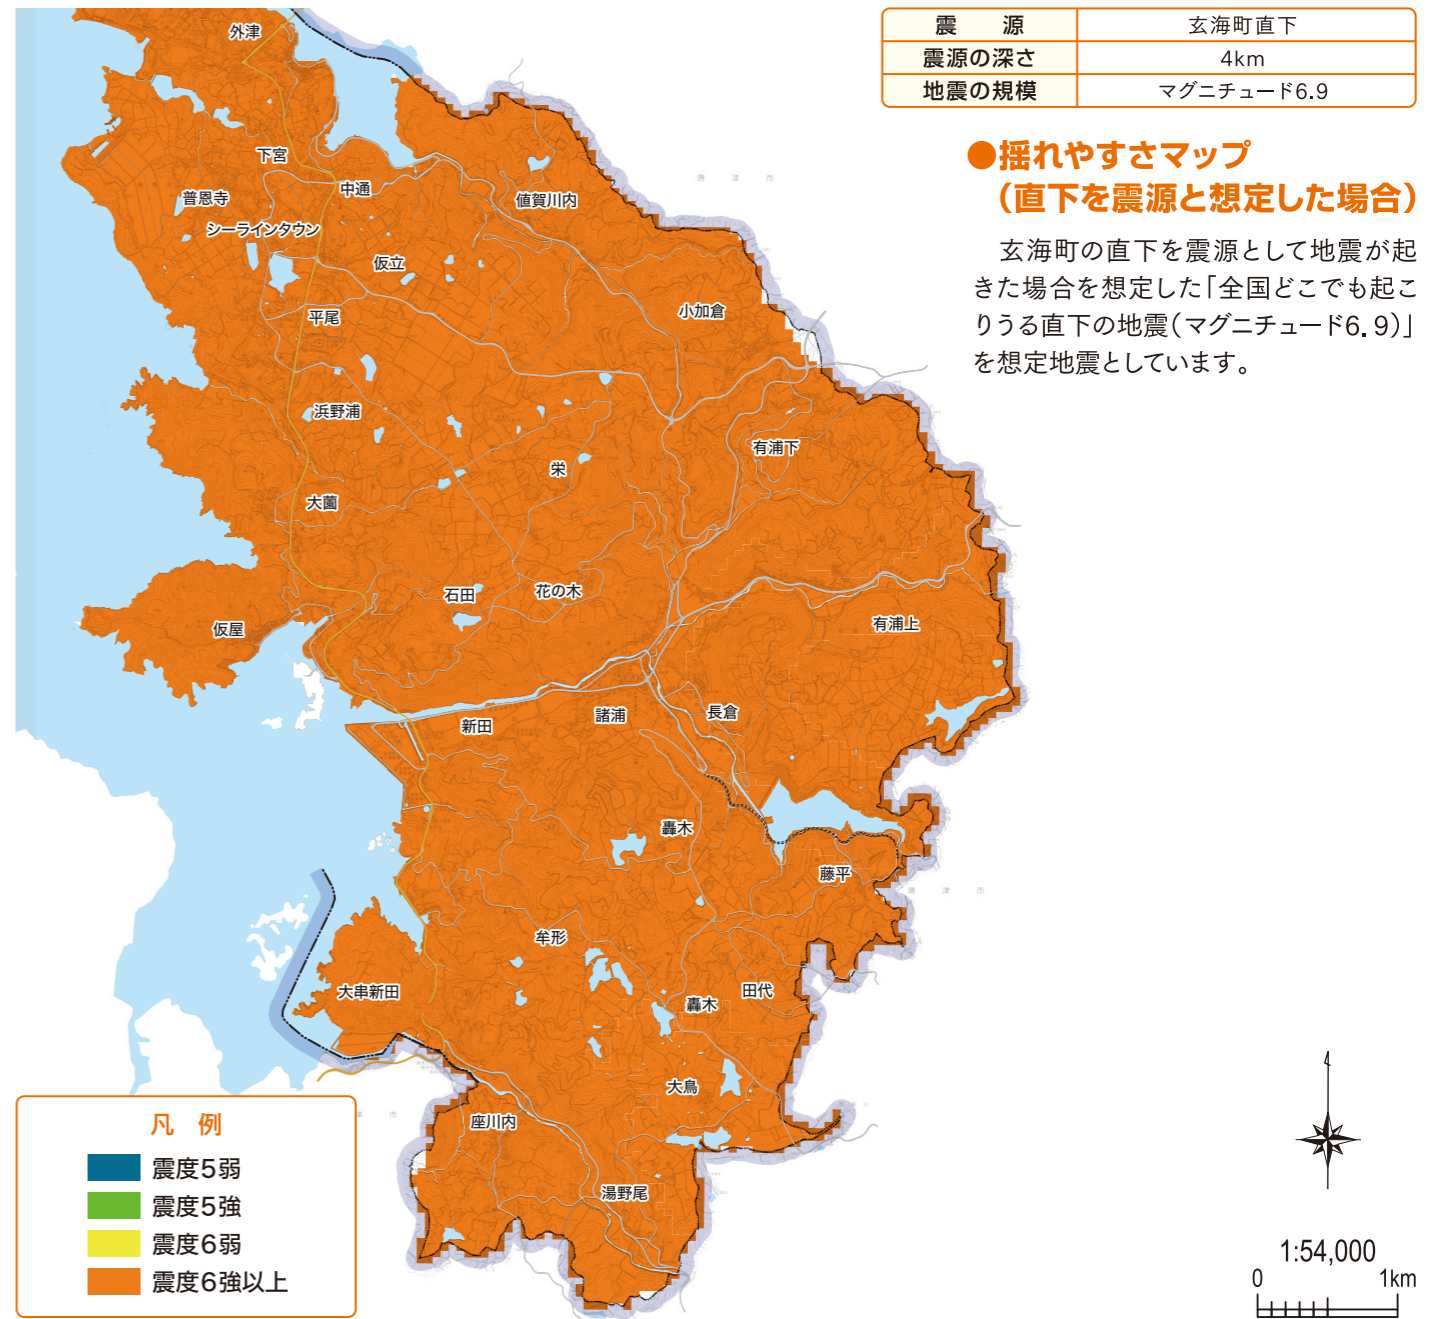 震源 玄海町直下
震源の深さ 4km
地震の規模 マグニチュード6.9
●揺れやすさマップ
(直下を震源と想定した場合)
玄海町の直下を震源として地震が起
きた場合を想定した「全国どこでも起こ
りうる直下の地震(マグニチュード6.9)」
を想定地震としています。
外津
下宮
中通
普恩寺
値賀川内
唐津市
シーラインタウン
仮立
平尾
小加倉
浜野浦
有浦下
栄
大薗
石田
花の木
仮屋
有浦上
新田
諸浦
長倉
轟木
藤平
唐津市
牟形
大串新田
轟木
田代
大鳥
座川内
湯野尾
津市
凡例
震度5弱
震度5強
震度6弱
震度6強以上
1:54,000
0 1km